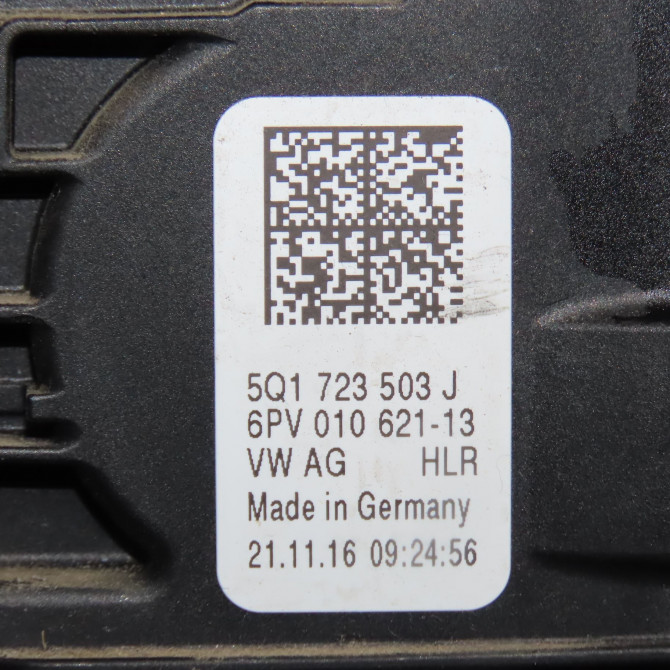 5Q1 723 503 J
6PV 010 621-13
VW AG HLR
Made in Germany
21.11.16 09:24:56